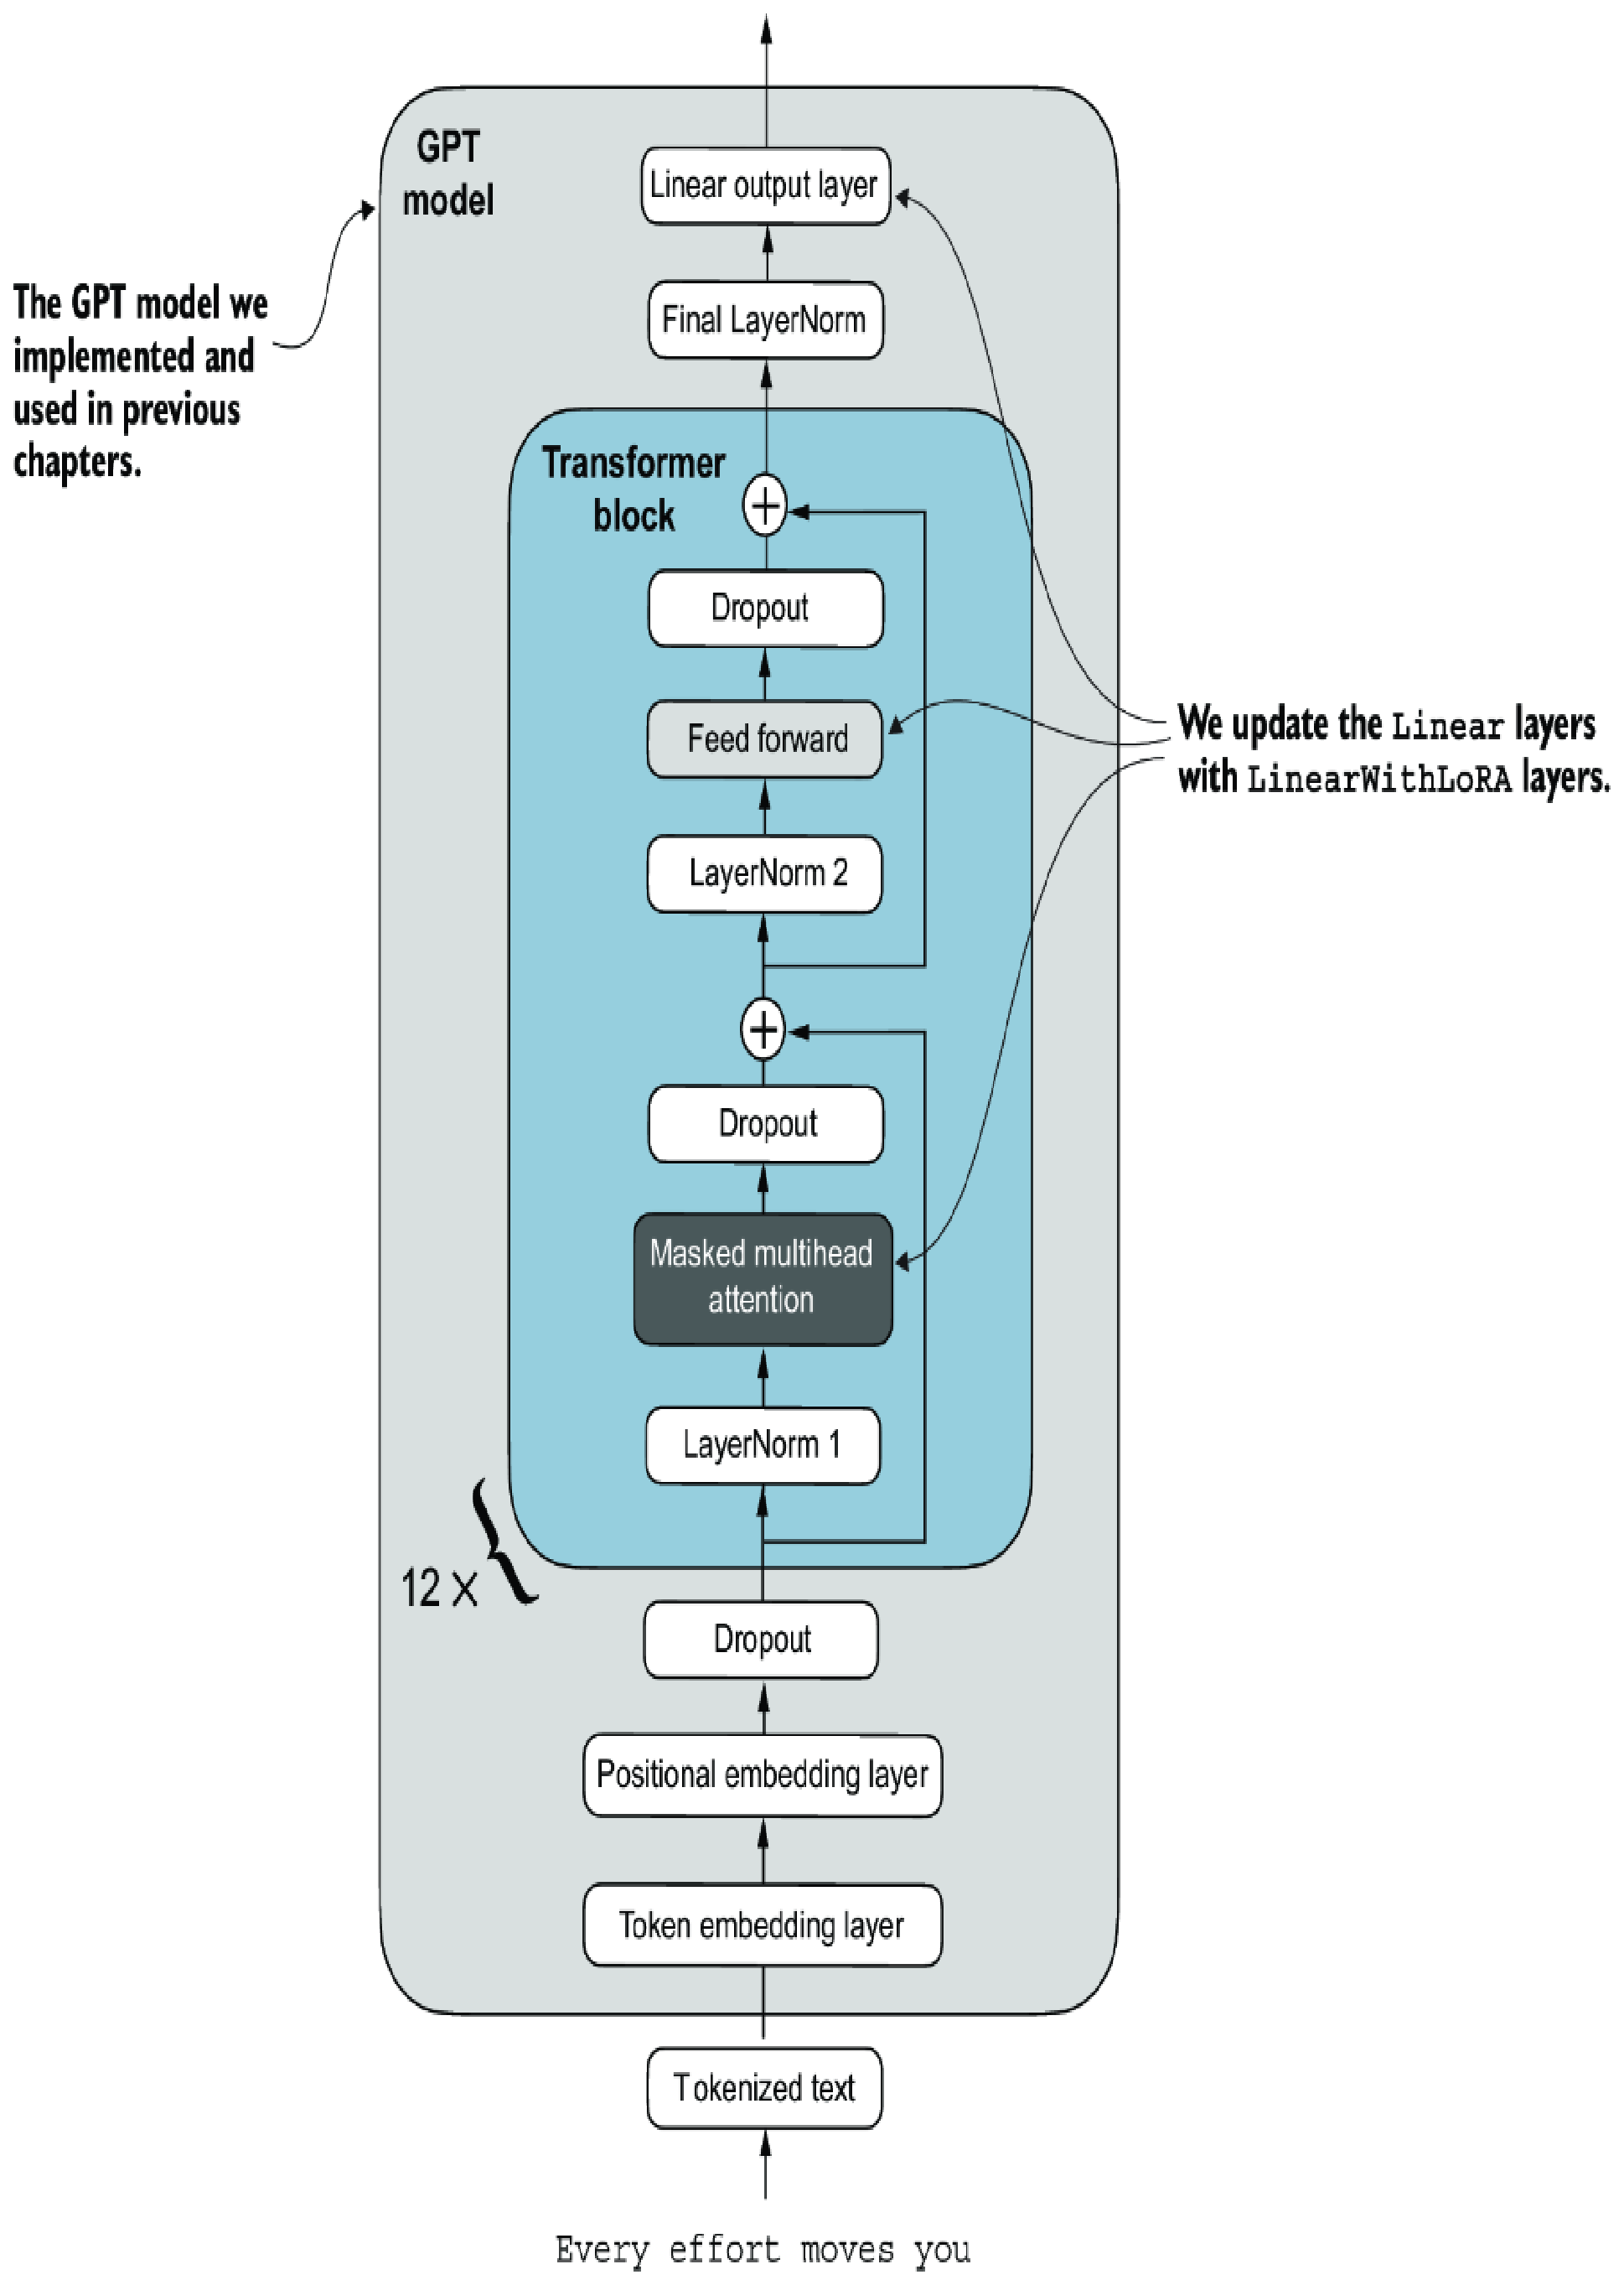 GPT
model
Linear output layer
The GPT model we
implemented and
used in previous
chapters.
Final LayerNorm
Transformer
block
Dropout
Feed forward
We update the Linear layers
with LinearWithLoRA layers.
LayerNorm 2
Dropout
Masked multihead
attention
LayerNorm 1
12 ×
Dropout
Positional embedding layer
Token embedding layer
Tokenized text
Every effort moves you